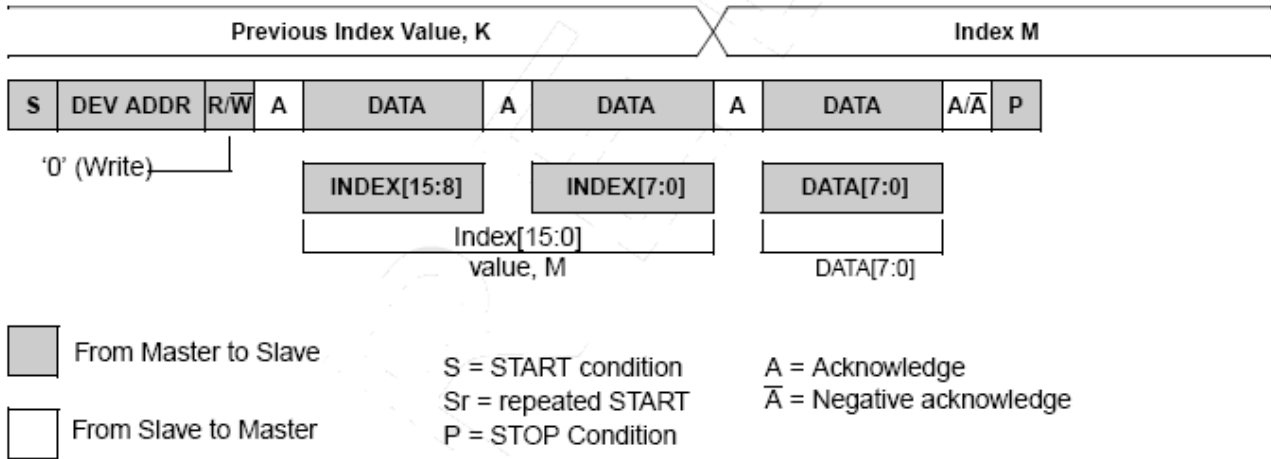 Previous Index Value, K Index M
S DEV ADDR R/W̅ A DATA A DATA A DATA A/A̅ P
‘0’ (Write)
INDEX[15:8] INDEX[7:0] DATA[7:0]
Index[15:0]
value, M DATA[7:0]
From Master to Slave
S = START condition A = Acknowledge
Sr = repeated START A̅ = Negative acknowledge
From Slave to Master
P = STOP Condition